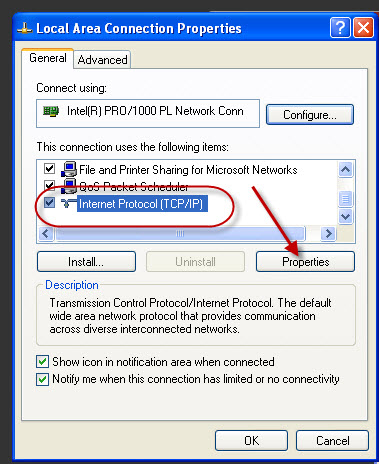 Local Area Connection Properties
General
Advanced
Connect using:
Intel(R) PRO/1000 PL Network Conn
Configure...
This connection uses the following items:
File and Printer Sharing for Microsoft Networks
QoS Packet Scheduler
Internet Protocol (TCP/IP)
Install...
Uninstall
Properties
Description
Transmission Control Protocol/Internet Protocol. The default
wide area network protocol that provides communication
across diverse interconnected networks.
Show icon in notification area when connected
Notify me when this connection has limited or no connectivity
OK
Cancel